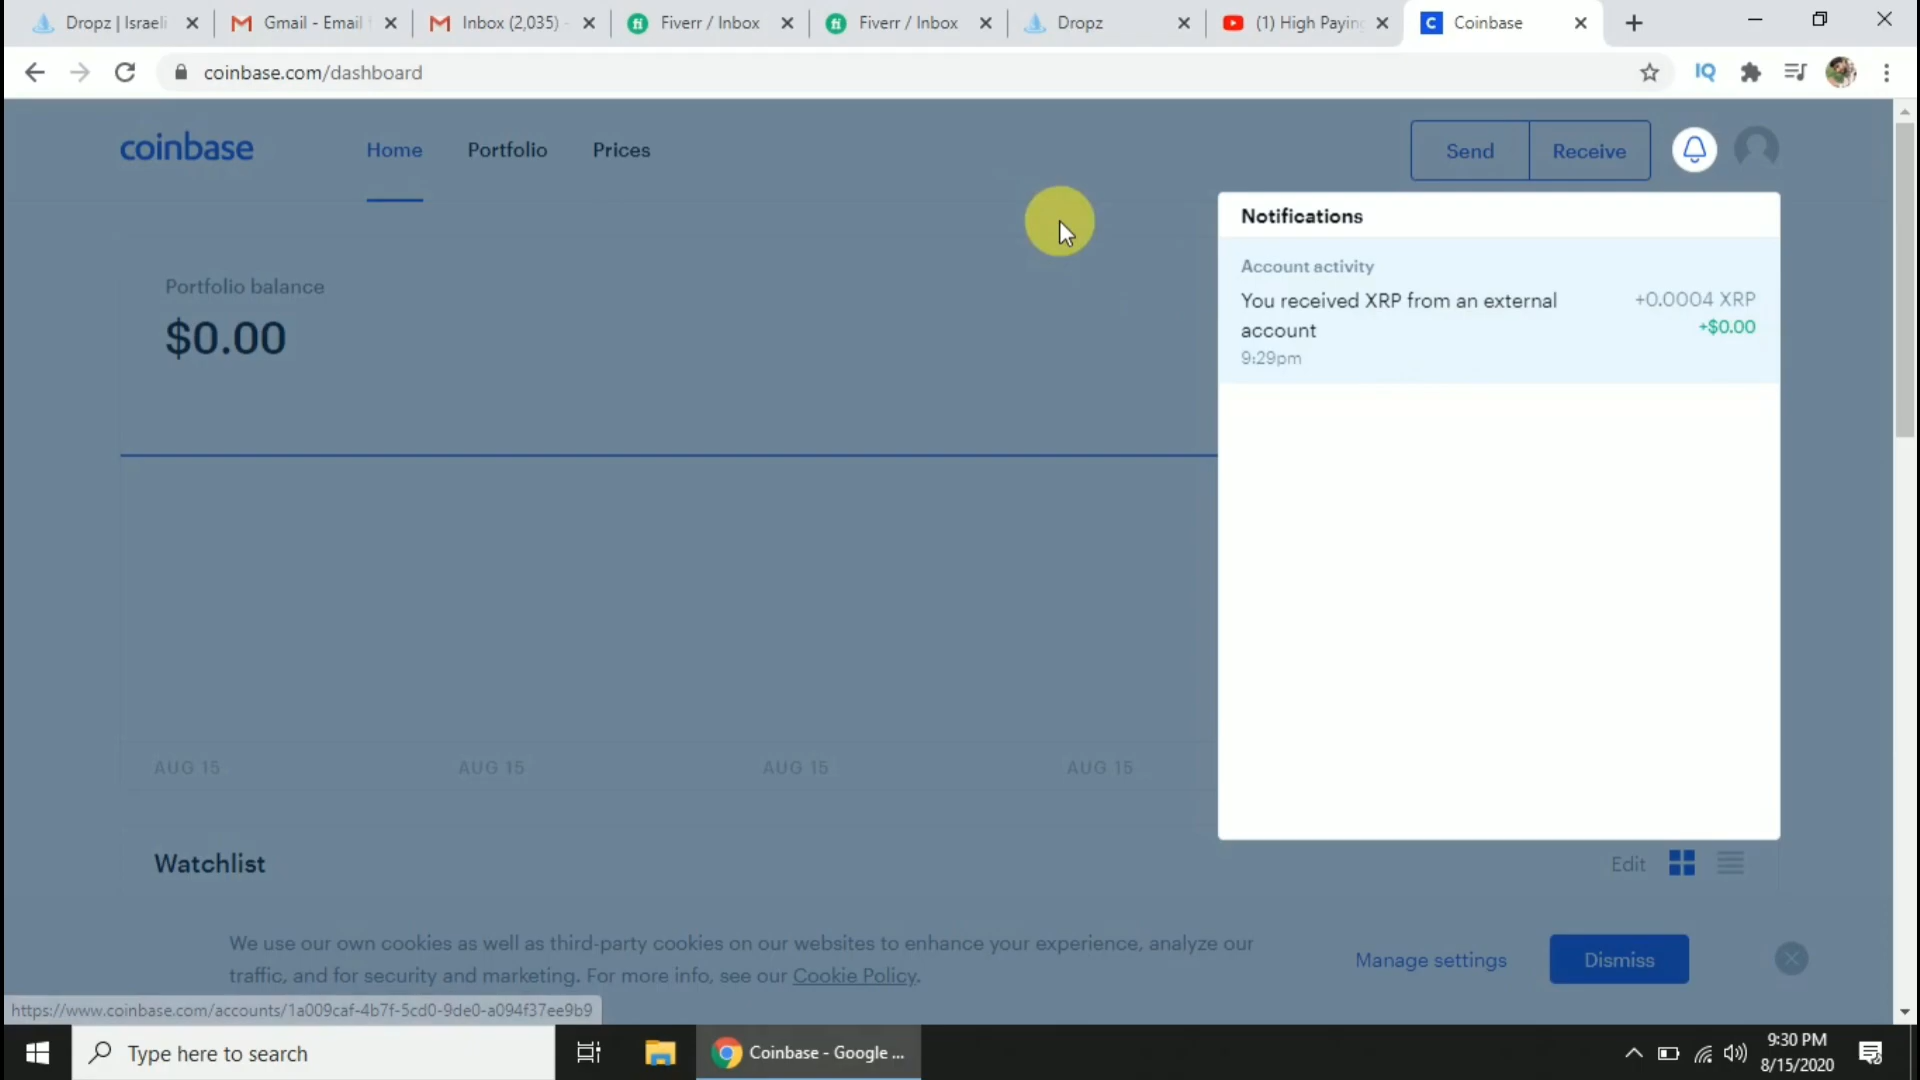 Dropz | Israeli
Gmail - Email
Inbox (2,035) -
Fiverr / Inbox
Fiverr / Inbox
Dropz
(1) High Paying
Coinbase
coinbase.com/dashboard
IQ
coinbase
Home
Portfolio
Prices
Send
Receive
Notifications
Account activity
You received XRP from an external
account
+0.0004 XRP
+$0.00
9:29pm
Portfolio balance
$0.00
AUG 15
AUG 15
AUG 15
AUG 15
Watchlist
Edit
We use our own cookies as well as third-party cookies on our websites to enhance your experience, analyze our
traffic, and for security and marketing. For more info, see our Cookie Policy.
Manage settings
Dismiss
https://www.coinbase.com/accounts/1a009caf-4b7f-5cd0-9de0-a094f37ee9b9
Type here to search
Coinbase - Google ...
9:30 PM
8/15/2020